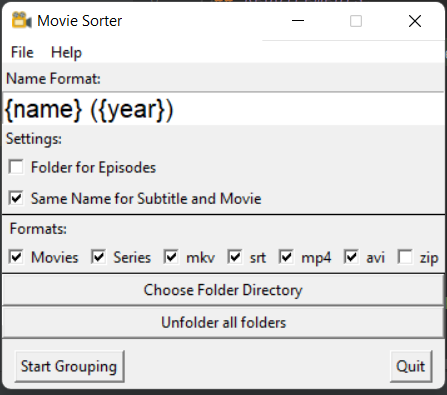 Movie Sorter
File Help
Name Format:
{name} ({year})
Settings:
Folder for Episodes
Same Name for Subtitle and Movie
Formats:
Movies Series mkv srt mp4 avi zip
Choose Folder Directory
Unfolder all folders
Start Grouping Quit